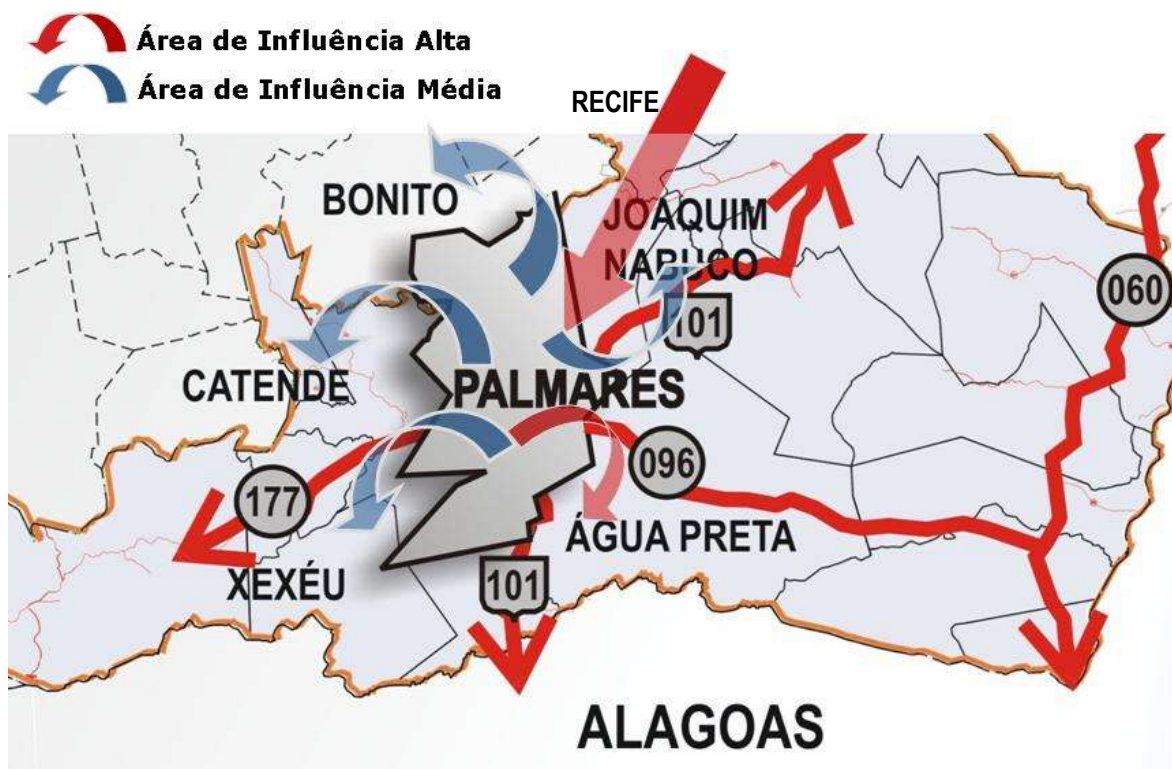 Área de Influência Alta
Área de Influência Média
RECIFE
BONITO
JOAQUIM
NABUCO
060
101
CATENDE
PALMARES
096
177
ÁGUA PRETA
XEXÉU
101
ALAGOAS